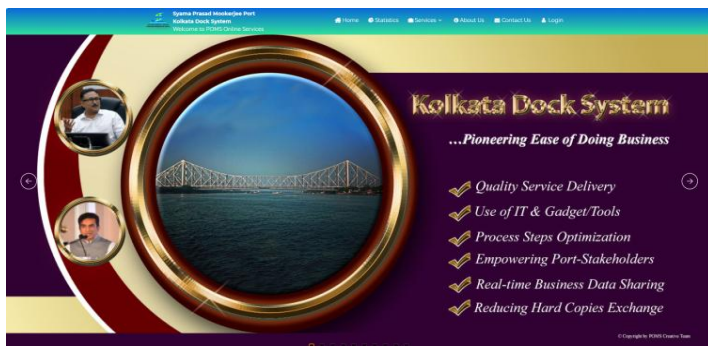 Syama Prasad Mookerjee Port
Kolkata Dock System
Welcome to PDMS Online Services
Home Statistics Services About Us Contact Us Login
Kolkata Dock System
...Pioneering Ease of Doing Business
Quality Service Delivery
Use of IT & Gadget/Tools
Process Steps Optimization
Empowering Port-Stakeholders
Real-time Business Data Sharing
Reducing Hard Copies Exchange
© Copyright by PDMS Creative Team